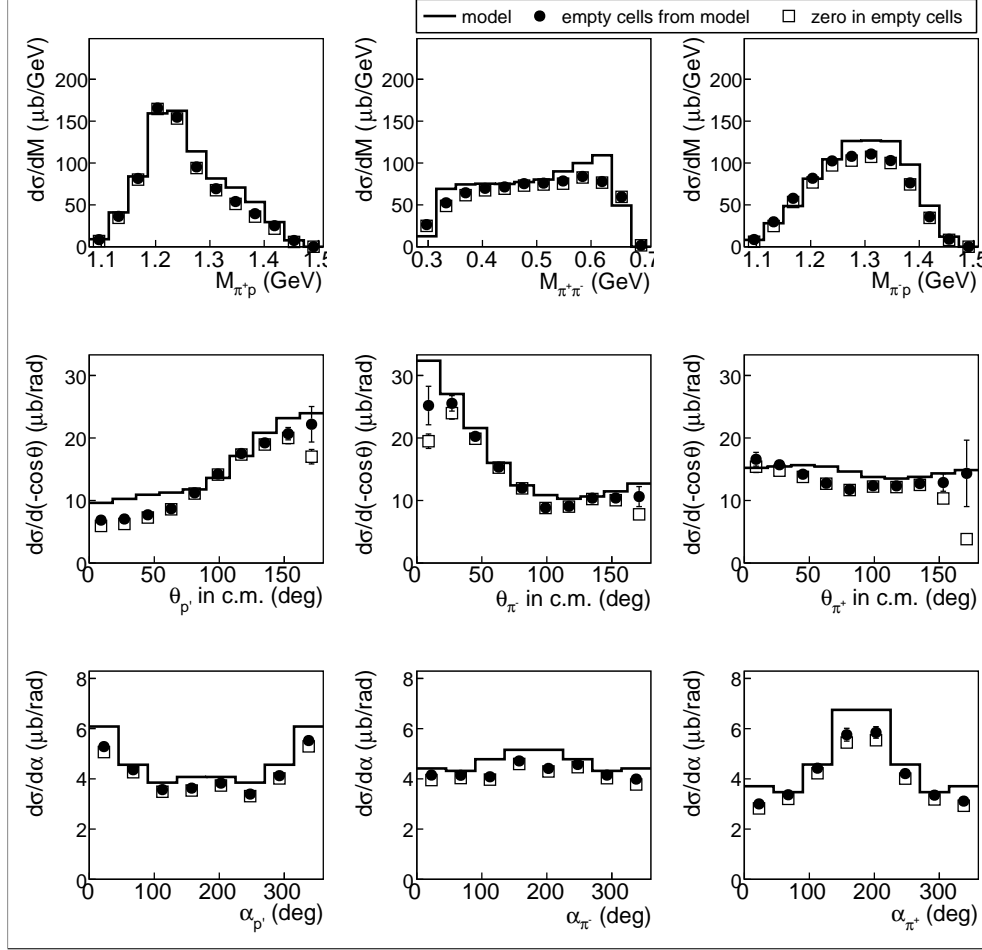 model empty cells from model zero in empty cells
dσ/dM (μb/GeV)
200
150
100
50
0
1.1 1.2 1.3 1.4 1.5
M_{π⁺p} (GeV)
dσ/dM (μb/GeV)
200
150
100
50
0
0.3 0.4 0.5 0.6 0.7
M_{π⁺π⁻} (GeV)
dσ/dM (μb/GeV)
200
150
100
50
0
1.1 1.2 1.3 1.4 1.5
M_{π⁻p} (GeV)
dσ/d(-cosθ) (μb/rad)
30
20
10
0
0 50 100 150
θ_{p'} in c.m. (deg)
dσ/d(-cosθ) (μb/rad)
30
20
10
0
0 50 100 150
θ_{π⁻} in c.m. (deg)
dσ/d(-cosθ) (μb/rad)
30
20
10
0
0 50 100 150
θ_{π⁺} in c.m. (deg)
dσ/dα (μb/rad)
8
6
4
2
0
0 100 200 300
α_{p'} (deg)
dσ/dα (μb/rad)
8
6
4
2
0
0 100 200 300
α_{π⁻} (deg)
dσ/dα (μb/rad)
8
6
4
2
0
0 100 200 300
α_{π⁺} (deg)